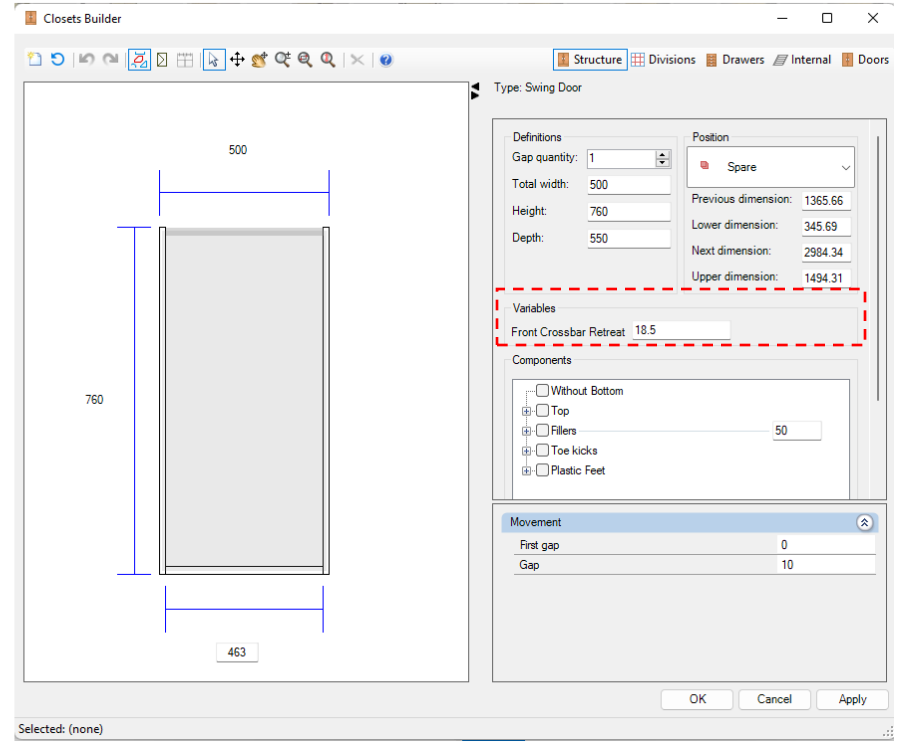 Closets Builder
Structure Divisions Drawers Internal Doors
Type: Swing Door
Definitions
Gap quantity: 1
Total width: 500
Height: 760
Depth: 550
Position
Spare
Previous dimension: 1365.66
Lower dimension: 345.69
Next dimension: 2984.34
Upper dimension: 1494.31
Variables
Front Crossbar Retreat 18.5
Components
Without Bottom
Top
Fillers 50
Toe kicks
Plastic Feet
Movement
First gap 0
Gap 10
500
760
463
OK Cancel Apply
Selected: (none)